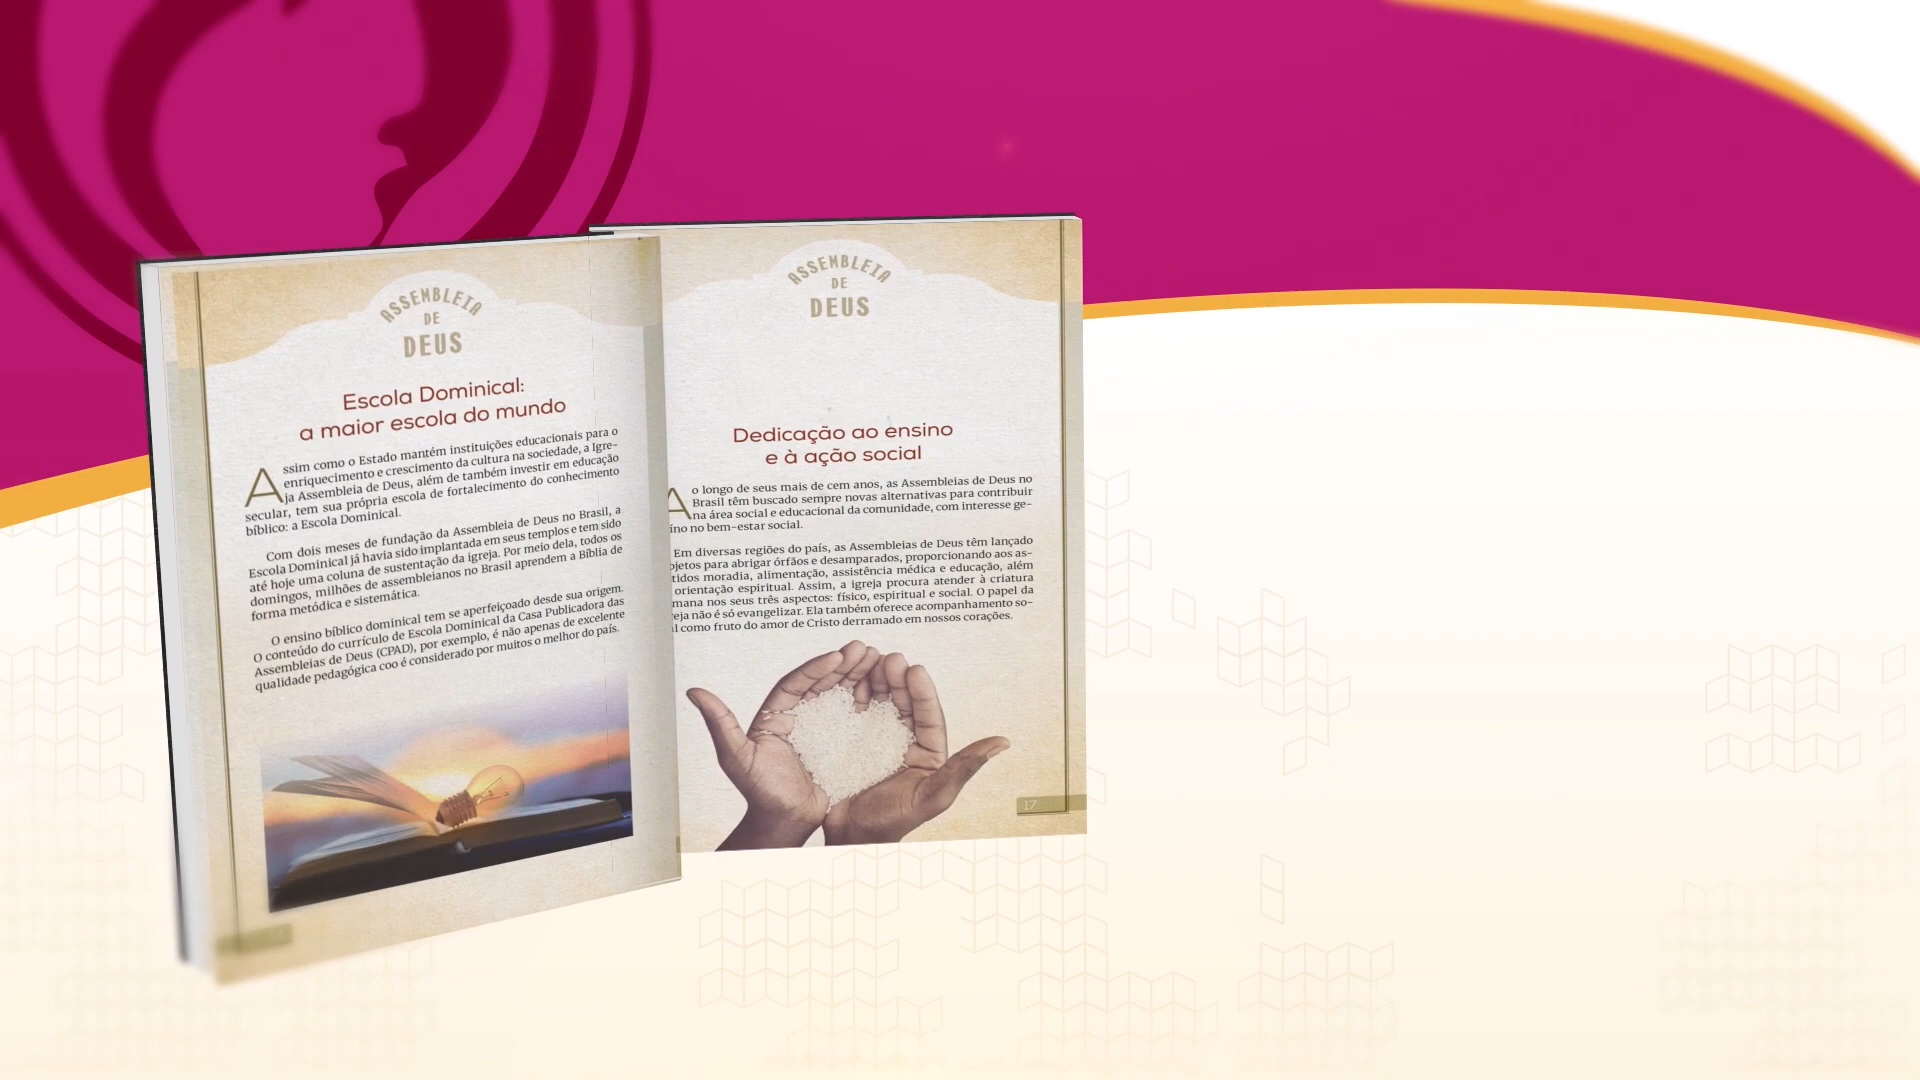 ASSEMBLEIA
DE
DEUS
Escola Dominical:
a maior escola do mundo
Assim como o Estado mantém instituições educacionais para o
enriquecimento e crescimento da cultura na sociedade, a Igre-
ja Assembleia de Deus, além de também investir em educação
secular, tem sua própria escola de fortalecimento do conhecimento
bíblico: a Escola Dominical.
Com dois meses de fundação da Assembleia de Deus no Brasil, a
Escola Dominical já havia sido implantada em seus templos e tem sido
até hoje uma coluna de sustentação da igreja. Por meio dela, todos os
domingos, milhões de assembleianos no Brasil aprendem a Bíblia de
forma metódica e sistemática.
O ensino bíblico dominical tem se aperfeiçoado desde sua origem.
O conteúdo do currículo de Escola Dominical da Casa Publicadora das
Assembleias de Deus (CPAD), por exemplo, é não apenas de excelente
qualidade pedagógica coo é considerado por muitos o melhor do país.
ASSEMBLEIA
DE
DEUS
Dedicação ao ensino
e à ação social
Ao longo de seus mais de cem anos, as Assembleias de Deus no
Brasil têm buscado sempre novas alternativas para contribuir
na área social e educacional da comunidade, com interesse ge-
íno no bem-estar social.
Em diversas regiões do país, as Assembleias de Deus têm lançado
ojetos para abrigar órfãos e desamparados, proporcionando aos as-
tidos moradia, alimentação, assistência médica e educação, além
orientação espiritual. Assim, a igreja procura atender à criatura
mana nos seus três aspectos: físico, espiritual e social. O papel da
reja não é só evangelizar. Ela também oferece acompanhamento so-
l como fruto do amor de Cristo derramado em nossos corações.
17